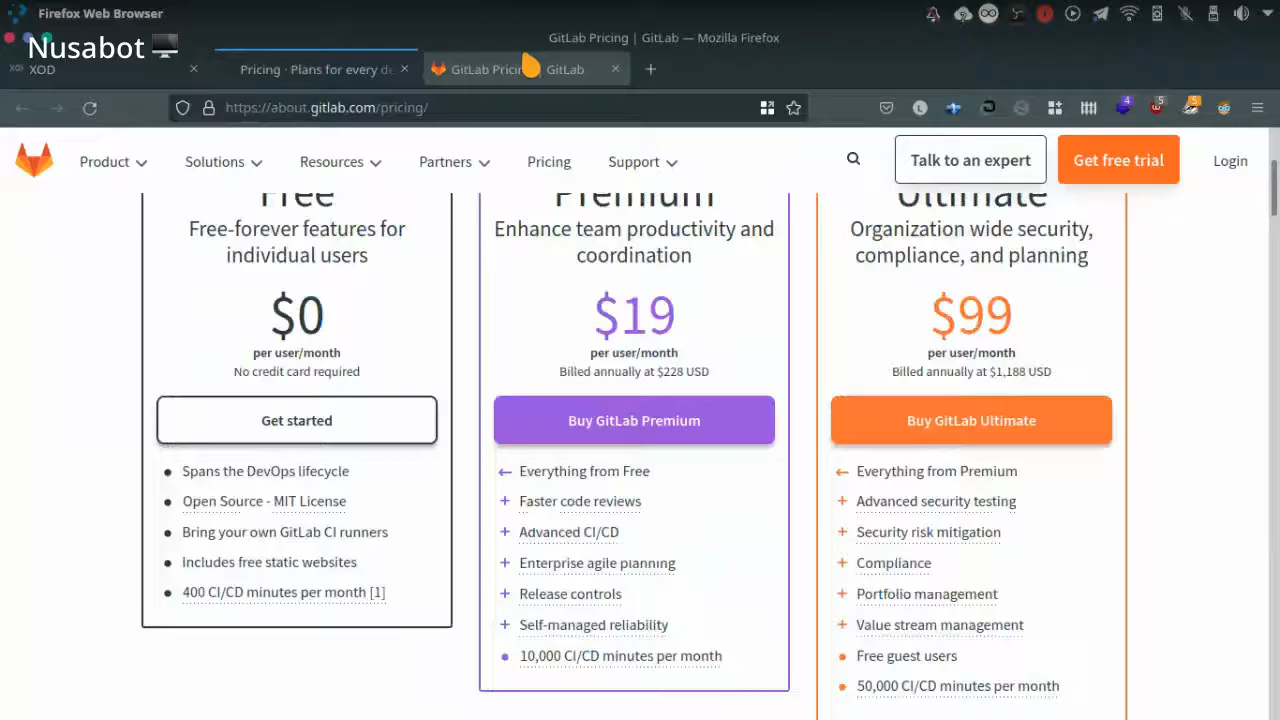 Firefox Web Browser
Nusabot
GitLab Pricing | GitLab — Mozilla Firefox
XOD
Pricing · Plans for every de
GitLab Pricin GitLab
https://about.gitlab.com/pricing/
4
5
5
Product
Solutions
Resources
Partners
Pricing
Support
Talk to an expert
Get free trial
Login
Free
Free-forever features for
individual users
$0
per user/month
No credit card required
Get started
Spans the DevOps lifecycle
Open Source - MIT License
Bring your own GitLab CI runners
Includes free static websites
400 CI/CD minutes per month [1]
Premium
Enhance team productivity and
coordination
$19
per user/month
Billed annually at $228 USD
Buy GitLab Premium
Everything from Free
Faster code reviews
Advanced CI/CD
Enterprise agile planning
Release controls
Self-managed reliability
10,000 CI/CD minutes per month
Ultimate
Organization wide security,
compliance, and planning
$99
per user/month
Billed annually at $1,188 USD
Buy GitLab Ultimate
Everything from Premium
Advanced security testing
Security risk mitigation
Compliance
Portfolio management
Value stream management
Free guest users
50,000 CI/CD minutes per month